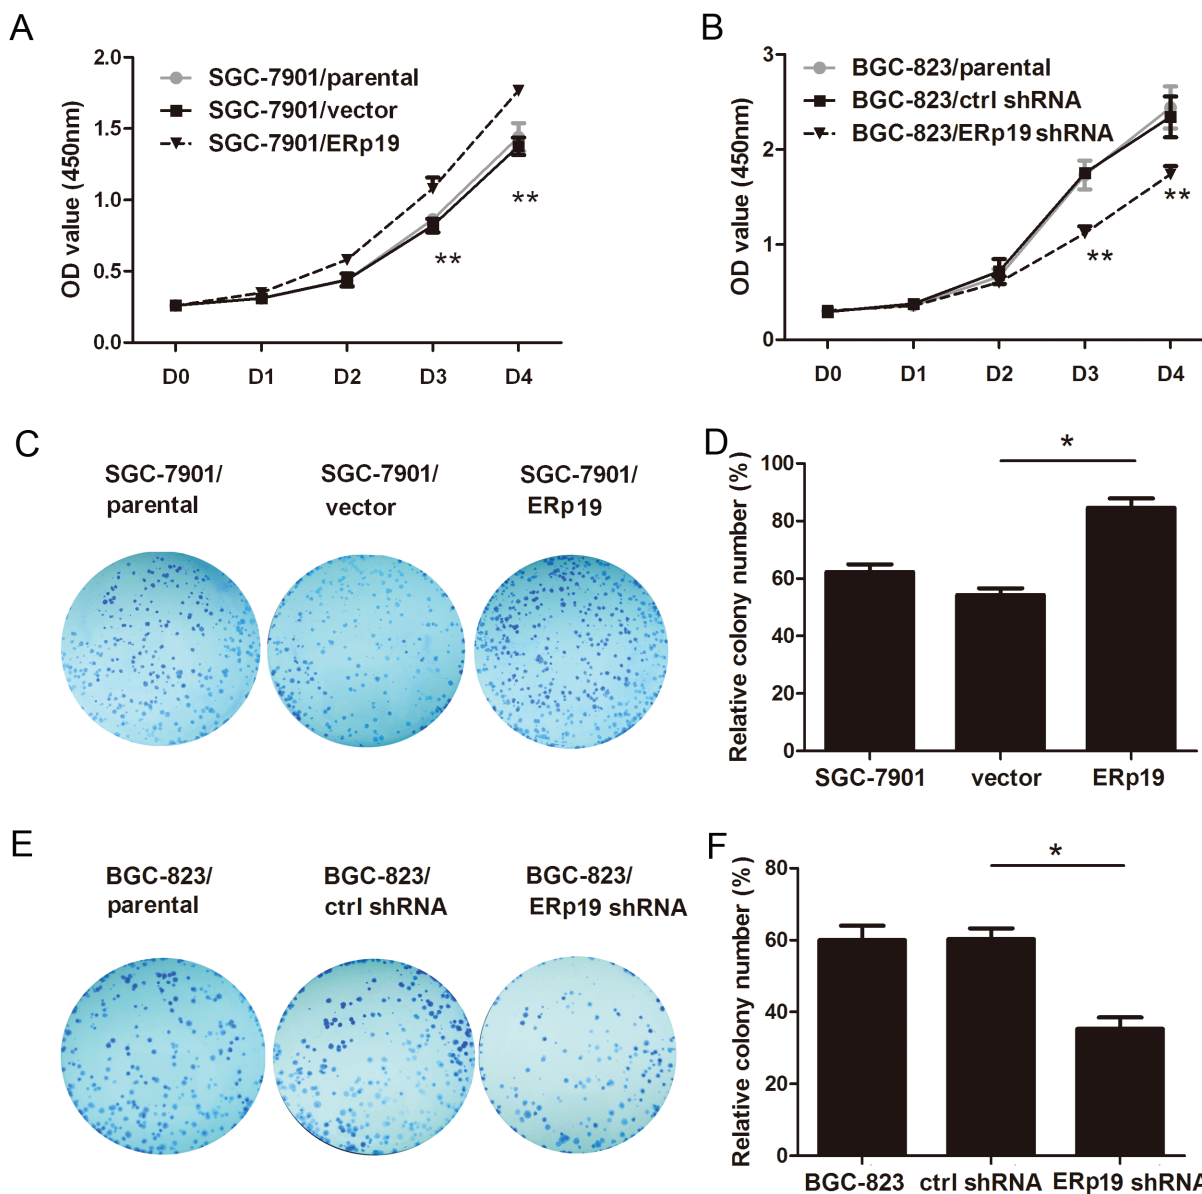 A
OD value (450nm)
2.0
1.5
1.0
0.5
0.0
SGC-7901/parental
SGC-7901/vector
SGC-7901/ERp19
**
**
D0 D1 D2 D3 D4
B
OD value (450nm)
3
2
1
0
BGC-823/parental
BGC-823/ctrl shRNA
BGC-823/ERp19 shRNA
**
**
D0 D1 D2 D3 D4
C
SGC-7901/
parental
SGC-7901/
vector
SGC-7901/
ERp19
D
Relative colony number (%)
100
80
60
40
20
0
*
SGC-7901 vector ERp19
E
BGC-823/
parental
BGC-823/
ctrl shRNA
BGC-823/
ERp19 shRNA
F
Relative colony number (%)
80
60
40
20
0
*
BGC-823 ctrl shRNA ERp19 shRNA